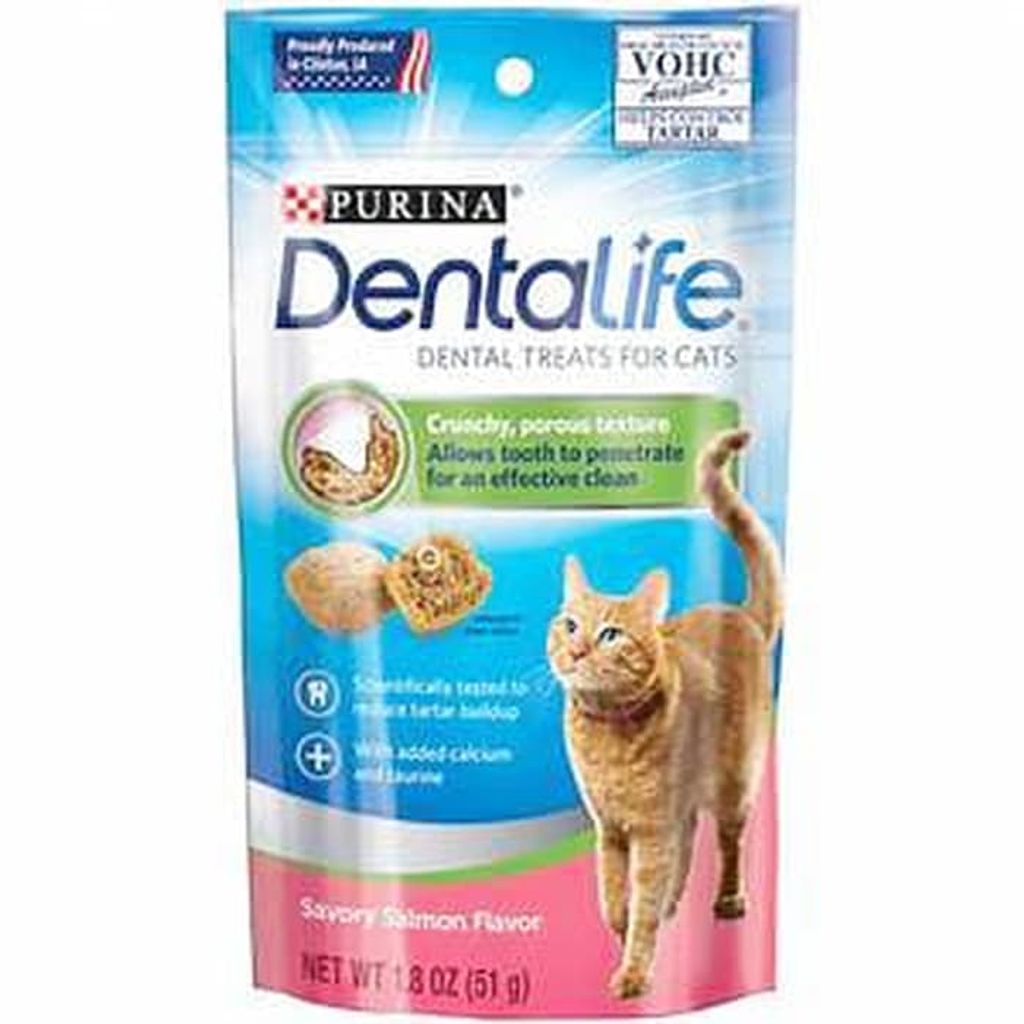 Proudly Produced
in Clinton, IA
VOHC
Accepted
HELPS CONTROL
TARTAR
PURINA®
DentaLife
DENTAL TREATS FOR CATS
Crunchy, porous texture
Allows tooth to penetrate
for an effective clean
Scientifically tested to
reduce tartar buildup
With added calcium
and taurine
Savory Salmon Flavor
NET WT 1.8 OZ (51 g)